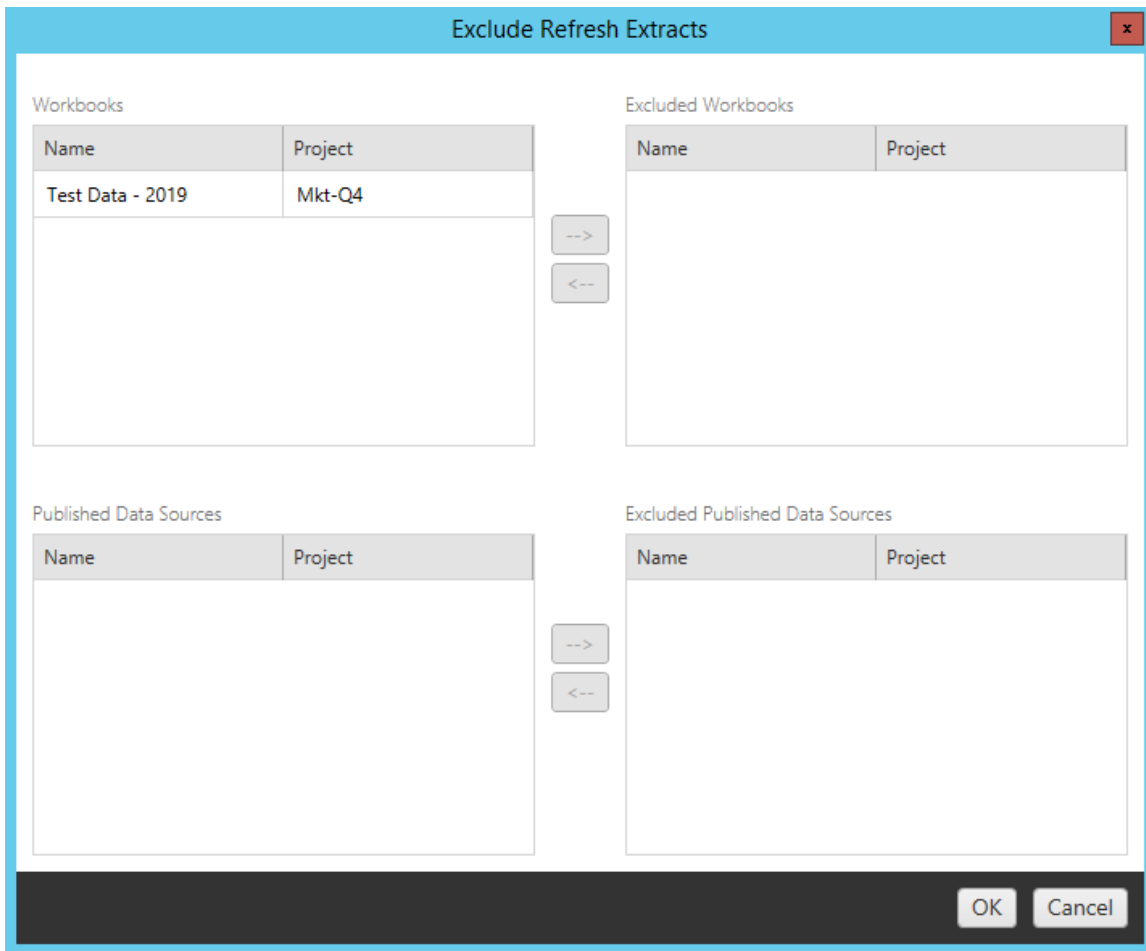 Exclude Refresh Extracts
x
Workbooks
Name Project
Test Data - 2019 Mkt-Q4
-->
<--
Excluded Workbooks
Name Project
Published Data Sources
Name Project
-->
<--
Excluded Published Data Sources
Name Project
OK Cancel